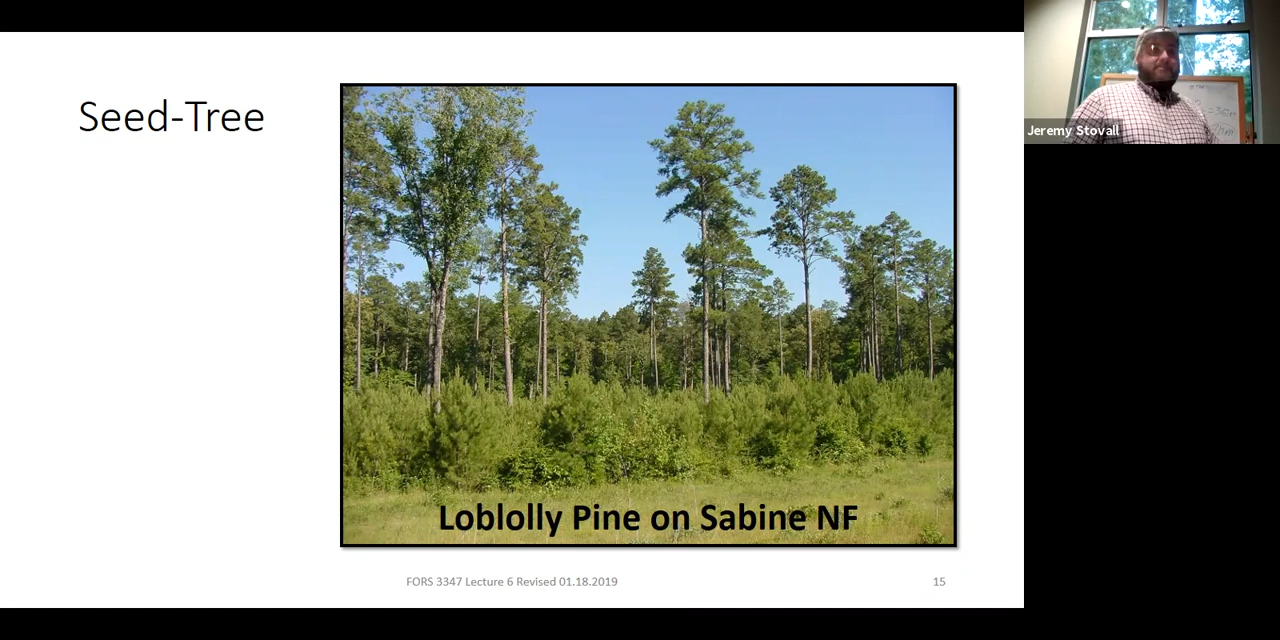 Seed-Tree
Loblolly Pine on Sabine NF
FORS 3347 Lecture 6 Revised 01.18.2019
15
Jeremy Stovall